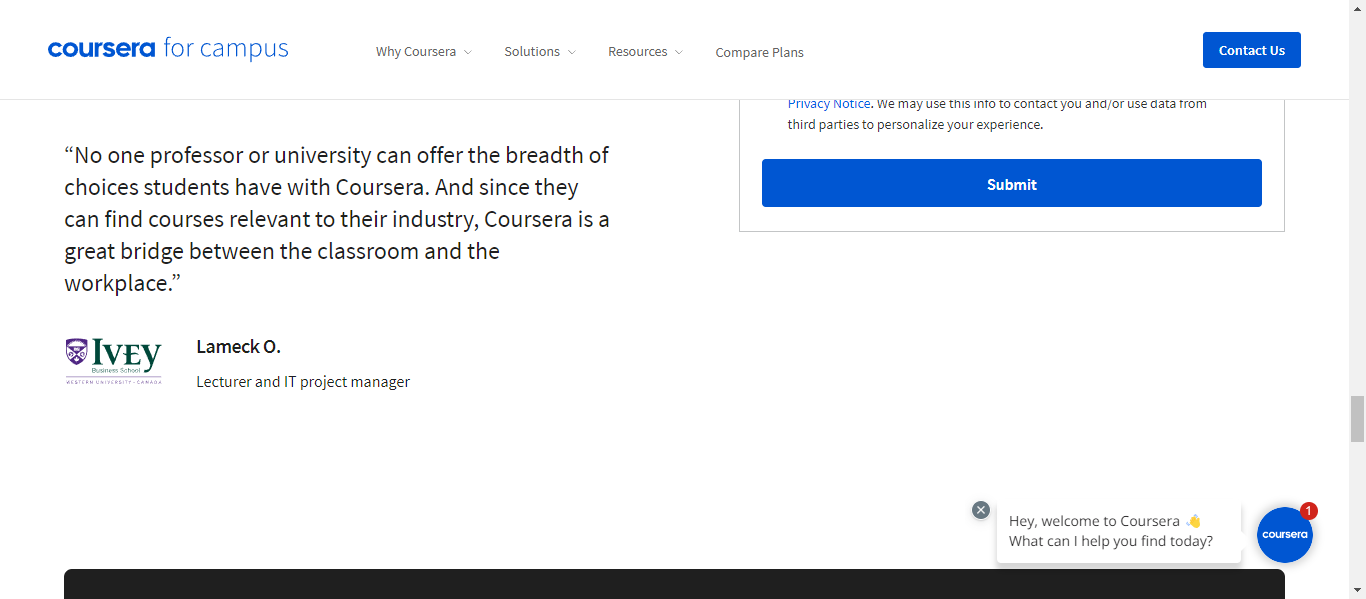 coursera for campus
Why Coursera
Solutions
Resources
Compare Plans
Contact Us
Privacy Notice. We may use this info to contact you and/or use data from
third parties to personalize your experience.
Submit
“No one professor or university can offer the breadth of
choices students have with Coursera. And since they
can find courses relevant to their industry, Coursera is a
great bridge between the classroom and the
workplace.”
IVEY
Business School
WESTERN UNIVERSITY · CANADA
Lameck O.
Lecturer and IT project manager
Hey, welcome to Coursera 👋
What can I help you find today?
coursera
1